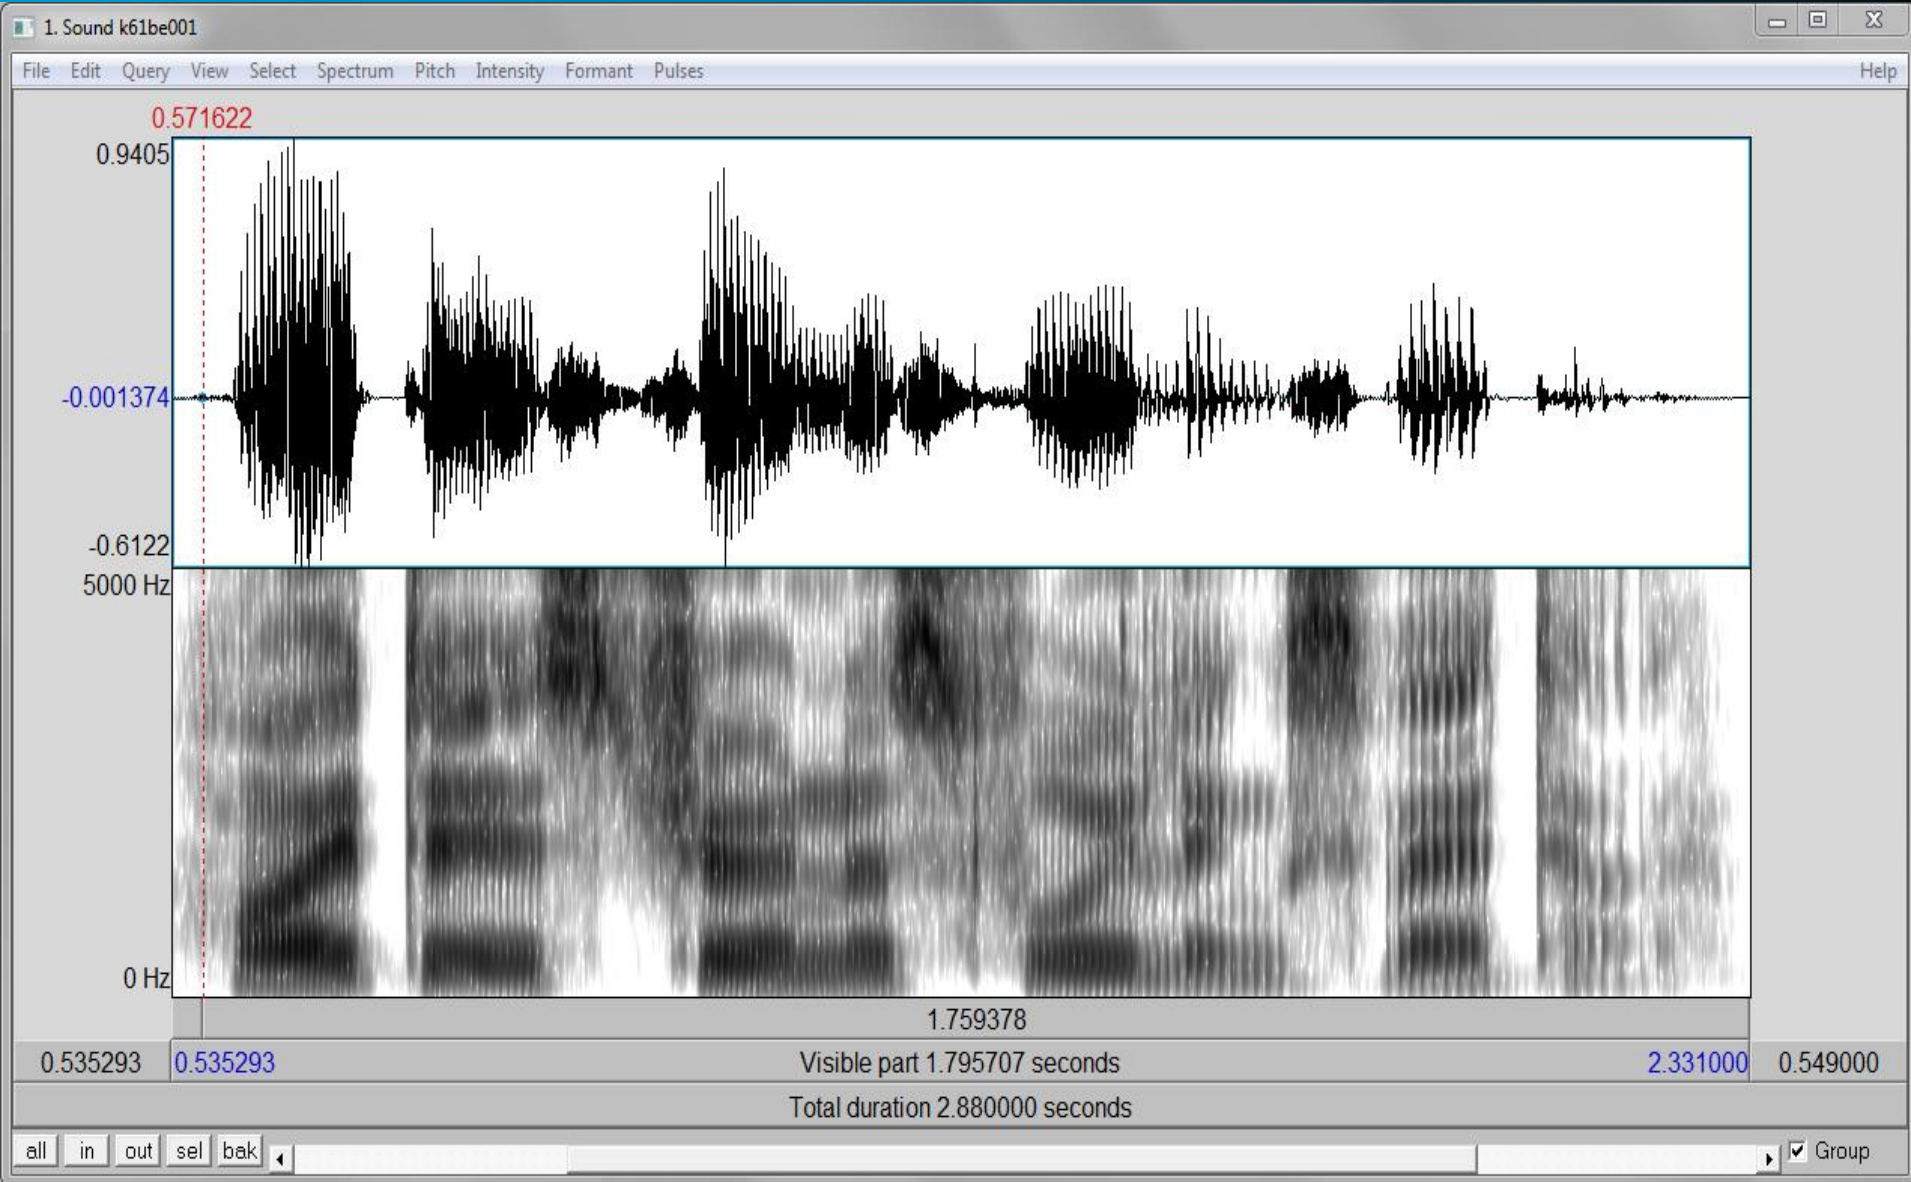 1. Sound k61be001
File Edit Query View Select Spectrum Pitch Intensity Formant Pulses Help
0.571622
0.9405
-0.001374
-0.6122
5000 Hz
0 Hz
1.759378
0.535293 0.535293 Visible part 1.795707 seconds 2.331000 0.549000
Total duration 2.880000 seconds
all in out sel bak Group